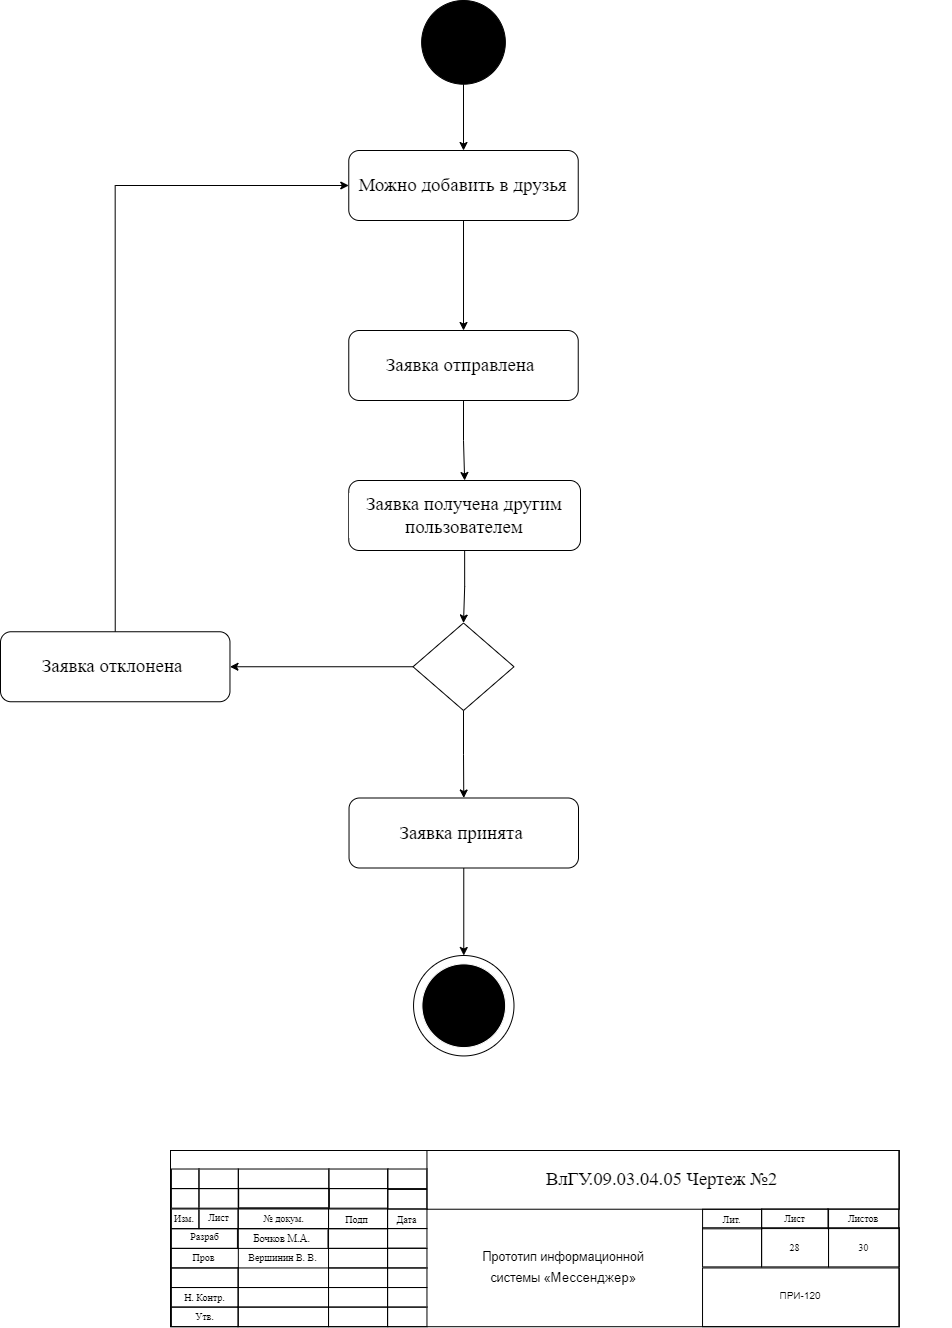 Можно добавить в друзья
Заявка отправлена
Заявка получена другим
пользователем
Заявка отклонена
Заявка принята
ВлГУ.09.03.04.05 Чертеж №2
Изм. Лист № докум. Подп Дата
Лит. Лист Листов
Разраб Бочков М.А.
Пров Вершинин В. В.
28 30
Прототип информационной
системы «Мессенджер»
Н. Контр.
ПРИ-120
Утв.